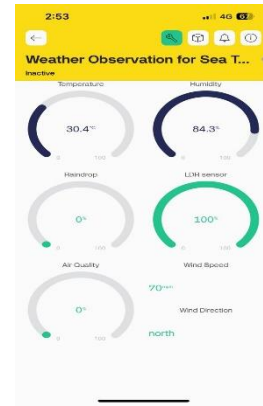 2:53 4G 62
Weather Observation for Sea T...
Inactive
Temperature Humidity
30.4°C 84.3%
0 100 0 100
Raindrop LDR sensor
0% 100%
0 100 0 100
Air Quality Wind Speed
0% 70
0 100
Wind Direction
north